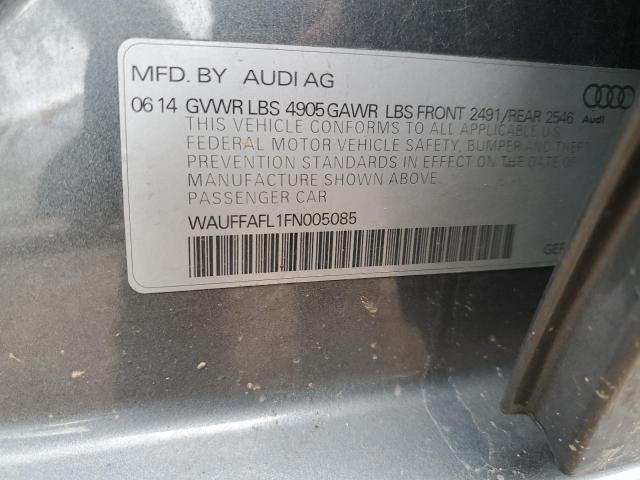 MFD. BY AUDI AG
06 14 GVWR LBS 4905 GAWR LBS FRONT 2491/REAR 2546
THIS VEHICLE CONFORMS TO ALL APPLICABLE U.S.
FEDERAL MOTOR VEHICLE SAFETY, BUMPER AND THEFT
PREVENTION STANDARDS IN EFFECT ON THE DATE OF
MANUFACTURE SHOWN ABOVE
PASSENGER CAR
WAUFFAFL1FN005085
Audi